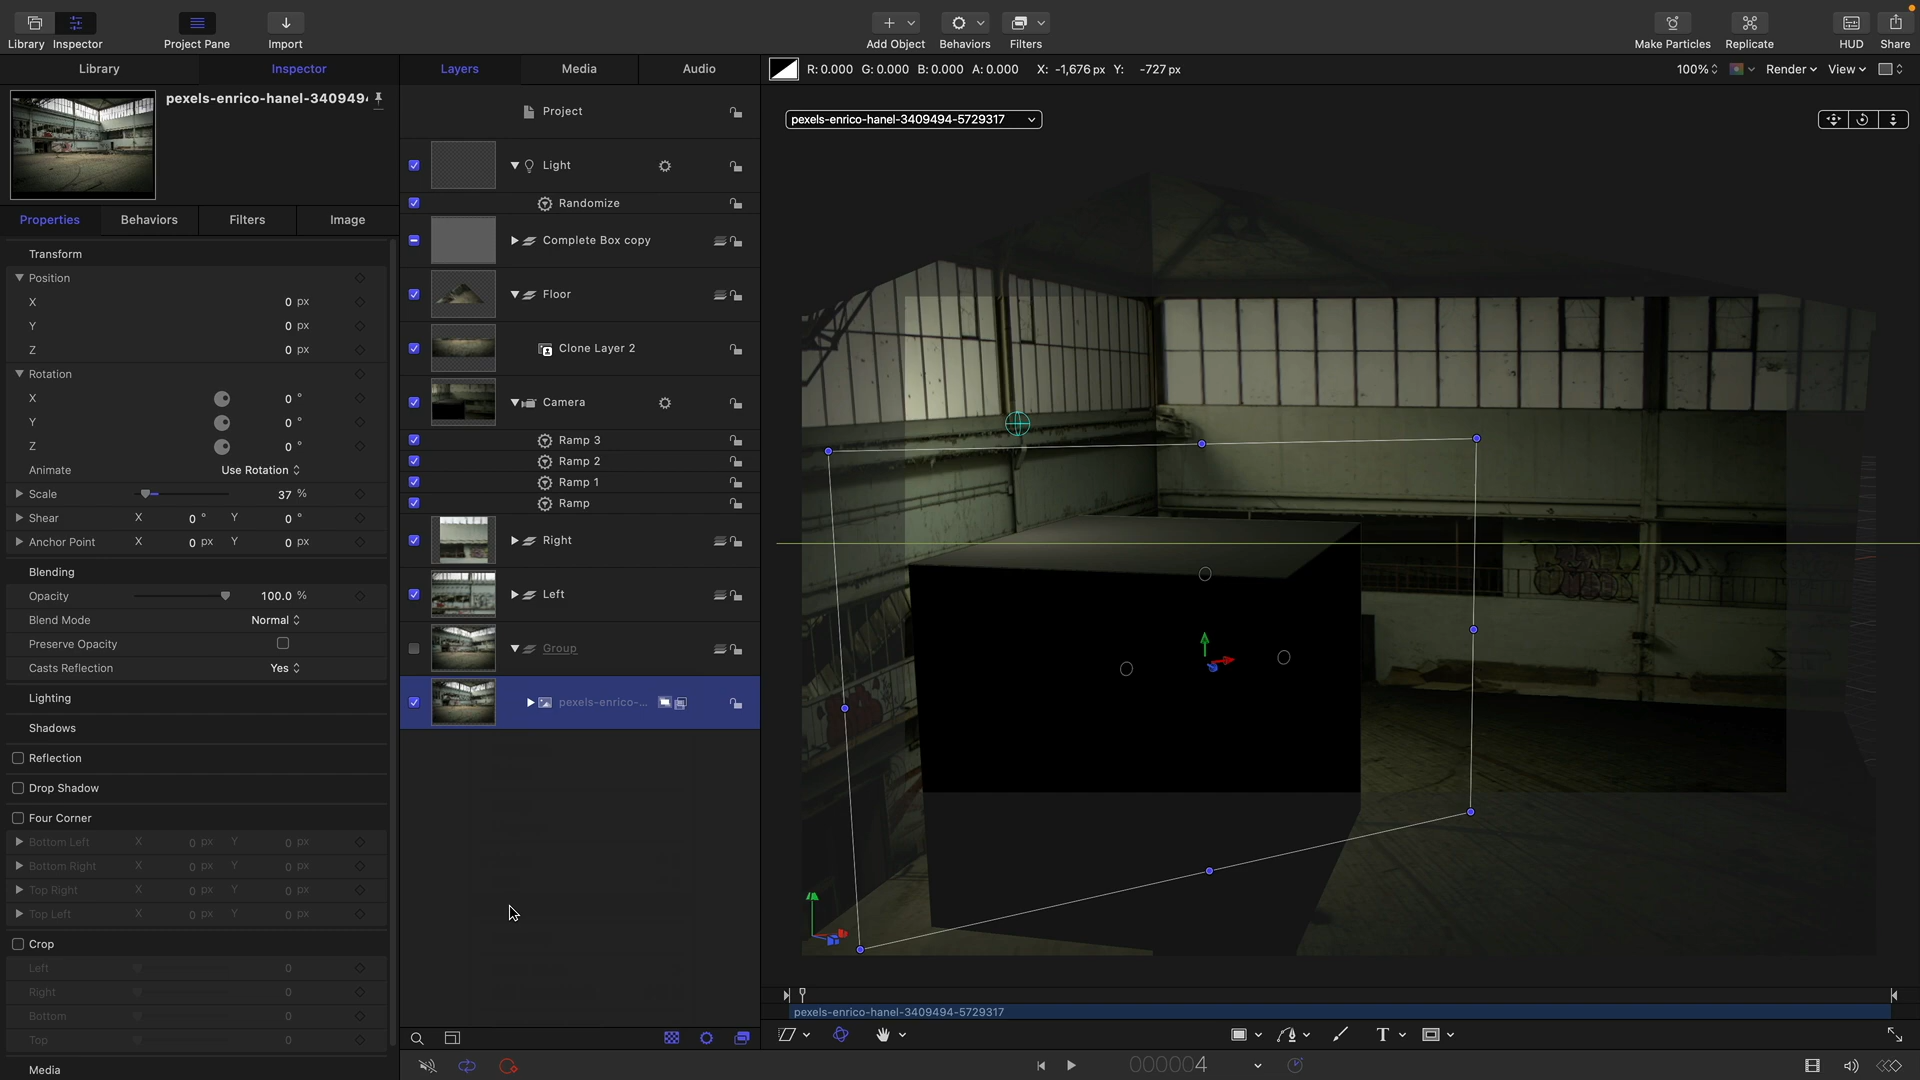 Library
Inspector
Project Pane
Import
Add Object
Behaviors
Filters
Make Particles
Replicate
HUD
Share
Library
Inspector
Layers
Media
Audio
R: 0.000 G: 0.000 B: 0.000 A: 0.000 X: -1,676 px Y: -727 px
100%
Render
View
pexels-enrico-hanel-340949
Properties
Behaviors
Filters
Image
Transform
Position
X 0 px
Y 0 px
Z 0 px
Rotation
X 0 °
Y 0 °
Z 0 °
Animate Use Rotation
Scale 37 %
Shear X 0 ° Y 0 °
Anchor Point X 0 px Y 0 px
Blending
Opacity 100.0 %
Blend Mode Normal
Preserve Opacity
Casts Reflection Yes
Lighting
Shadows
Reflection
Drop Shadow
Four Corner
Bottom Left X 0 px Y 0 px
Bottom Right X 0 px Y 0 px
Top Right X 0 px Y 0 px
Top Left X 0 px Y 0 px
Crop
Left 0
Right 0
Bottom 0
Top 0
Media
Project
Light
Randomize
Complete Box copy
Floor
Clone Layer 2
Camera
Ramp 3
Ramp 2
Ramp 1
Ramp
Right
Left
Group
pexels-enrico-...
pexels-enrico-hanel-3409494-5729317
pexels-enrico-hanel-3409494-5729317
T
000004